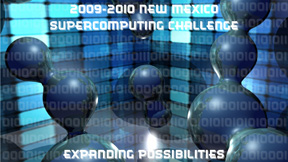 2009-2010 NEW MEXICO
SUPERCOMPUTING CHALLENGE
EXPANDING POSSIBILITIES